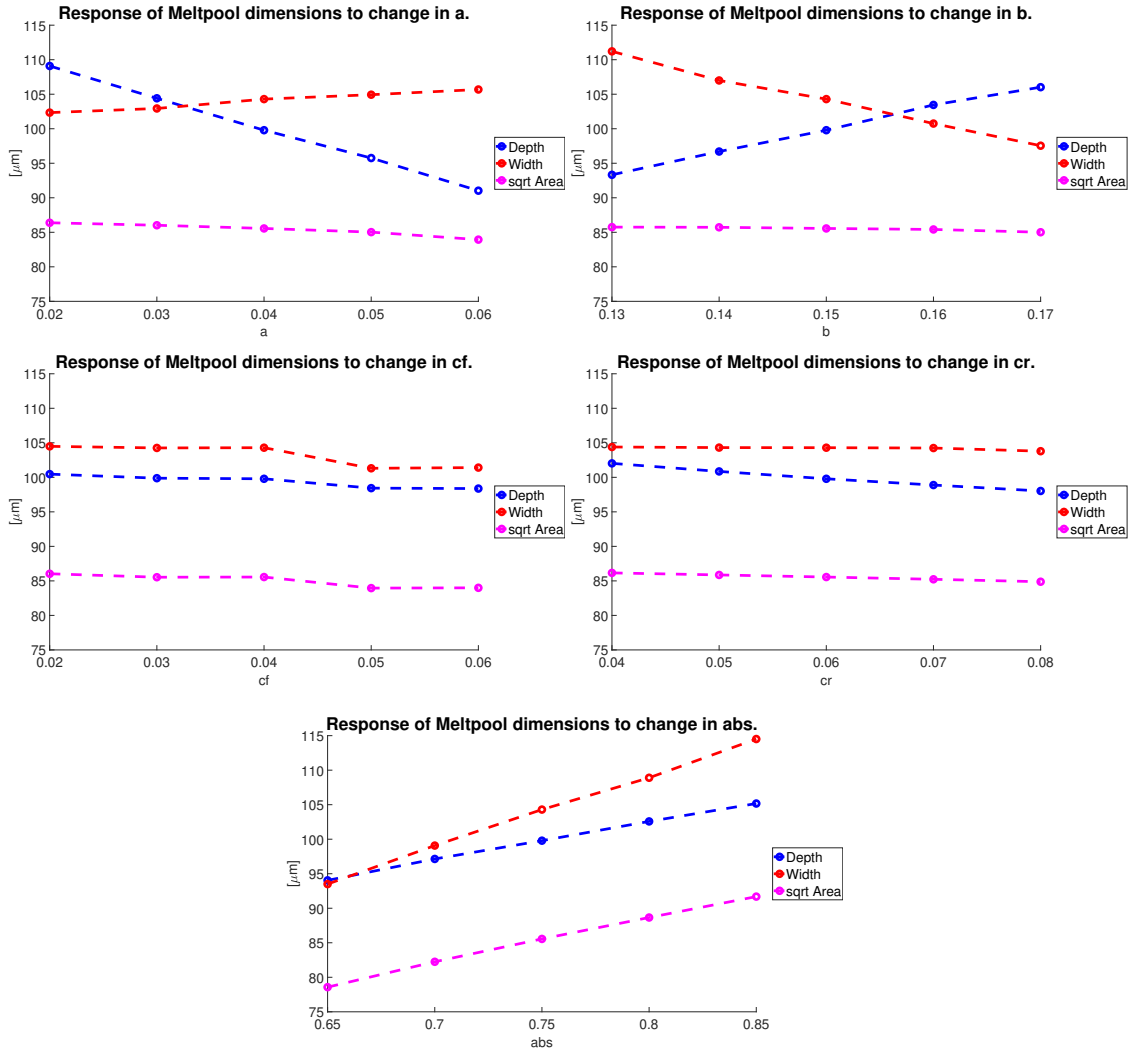 Response of Meltpool dimensions to change in a.
115
110
105
100
95
90
85
80
75
[μm]
0.02 0.03 0.04 0.05 0.06
a
Depth
Width
sqrt Area
Response of Meltpool dimensions to change in b.
115
110
105
100
95
90
85
80
75
[μm]
0.13 0.14 0.15 0.16 0.17
b
Depth
Width
sqrt Area
Response of Meltpool dimensions to change in cf.
115
110
105
100
95
90
85
80
75
[μm]
0.02 0.03 0.04 0.05 0.06
cf
Depth
Width
sqrt Area
Response of Meltpool dimensions to change in cr.
115
110
105
100
95
90
85
80
75
[μm]
0.04 0.05 0.06 0.07 0.08
cr
Depth
Width
sqrt Area
Response of Meltpool dimensions to change in abs.
115
110
105
100
95
90
85
80
75
[μm]
0.65 0.7 0.75 0.8 0.85
abs
Depth
Width
sqrt Area